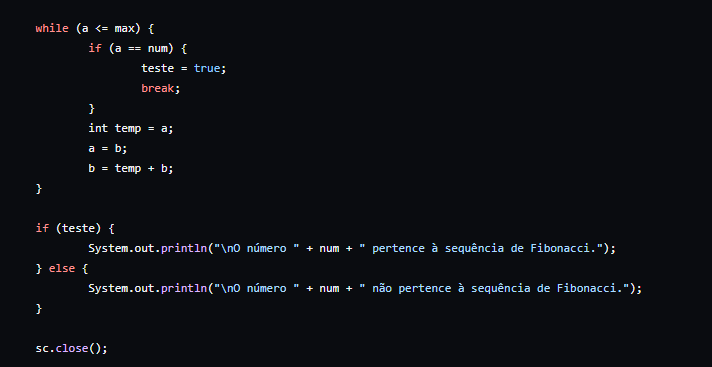 while (a <= max) {
if (a == num) {
teste = true;
break;
}
int temp = a;
a = b;
b = temp + b;
}
if (teste) {
System.out.println("\nO número " + num + " pertence à sequência de Fibonacci.");
} else {
System.out.println("\nO número " + num + " não pertence à sequência de Fibonacci.");
}
sc.close();